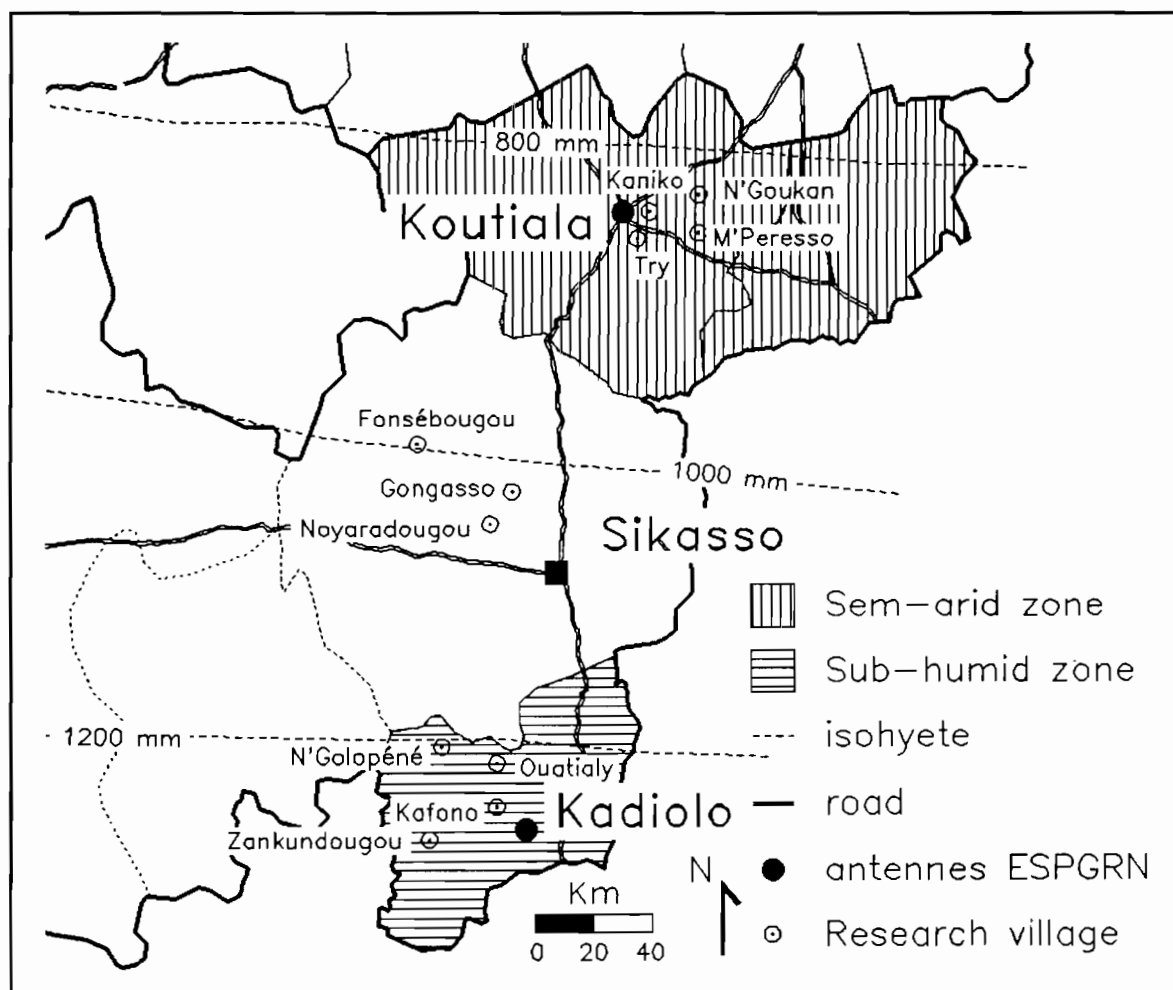 800 mm
Kaniko
N'Goukan
Koutiala
M'Peresso
Try
Fonsébougou
1000 mm
Gongasso
Noyaradougou
Sikasso
Sem-arid zone
Sub-humid zone
1200 mm
isohyete
N'Golopéné
Ouatialy
road
Kafono
Kadiolo
Zankundougou
N
antennes ESPGRN
Km
Research village
0 20 40